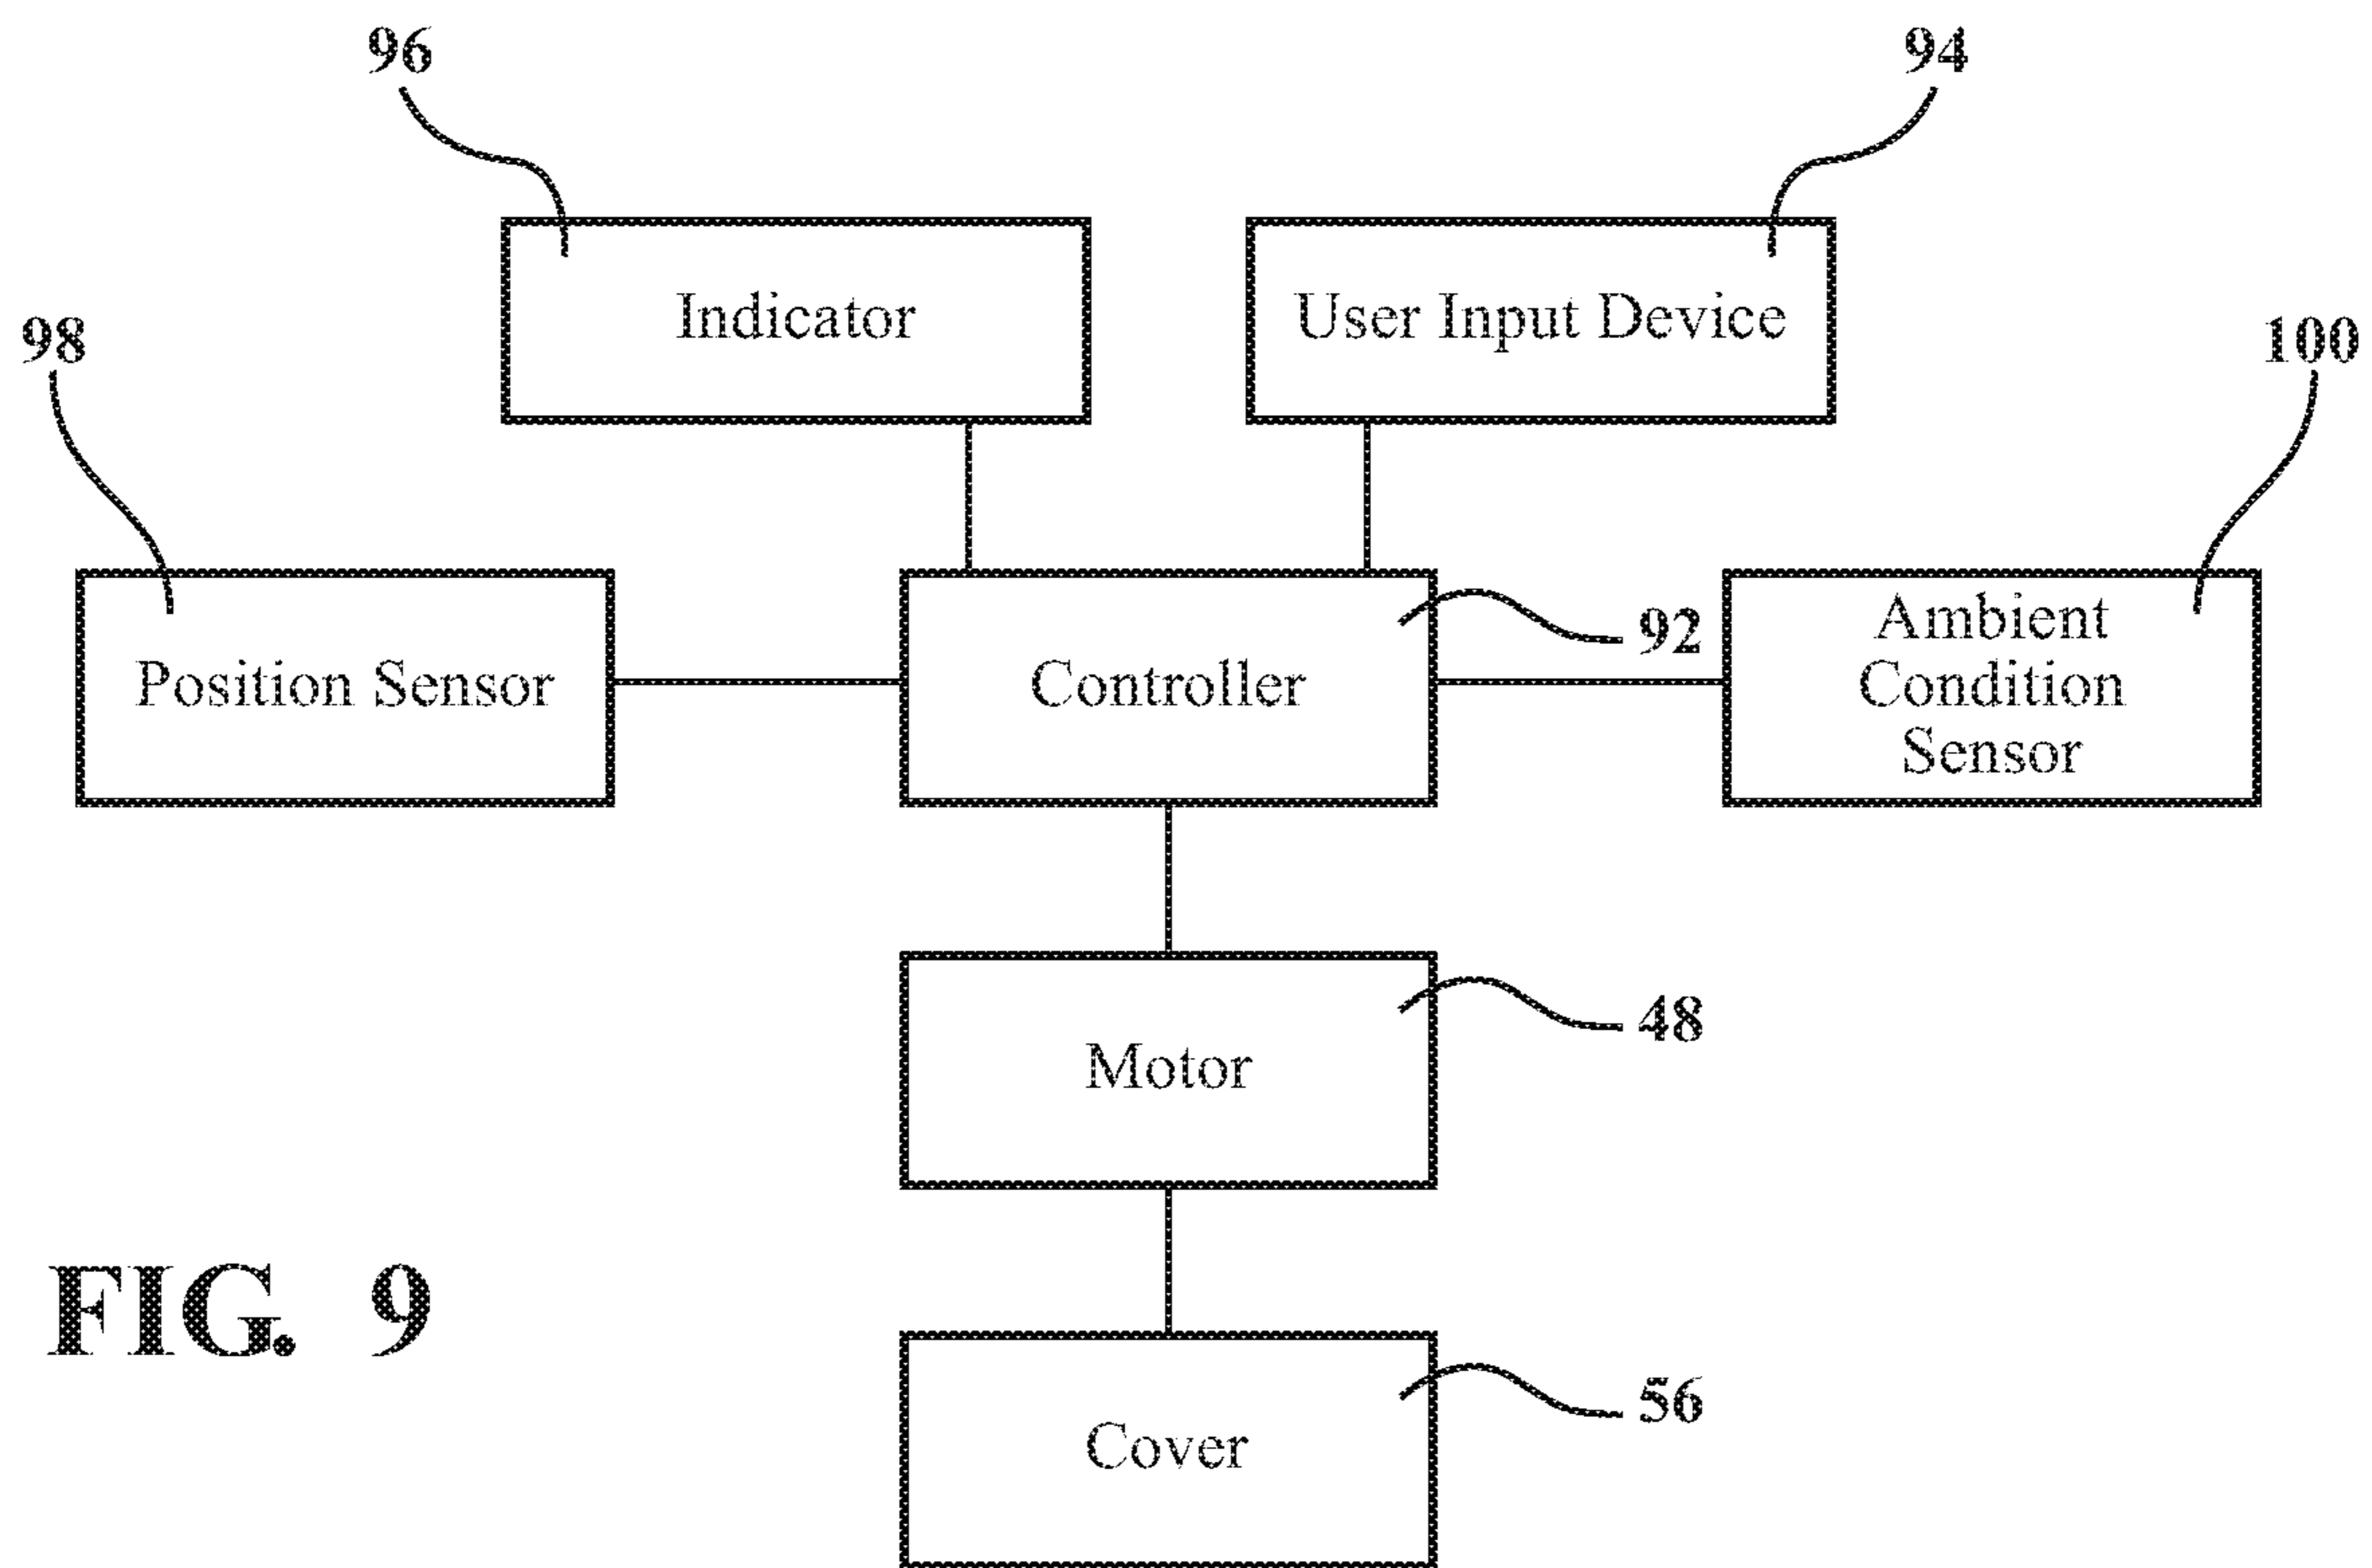 96
94
Indicator
User Input Device
98
100
Position Sensor
Controller
92
Ambient
Condition
Sensor
Motor
48
FIG. 9
Cover
56